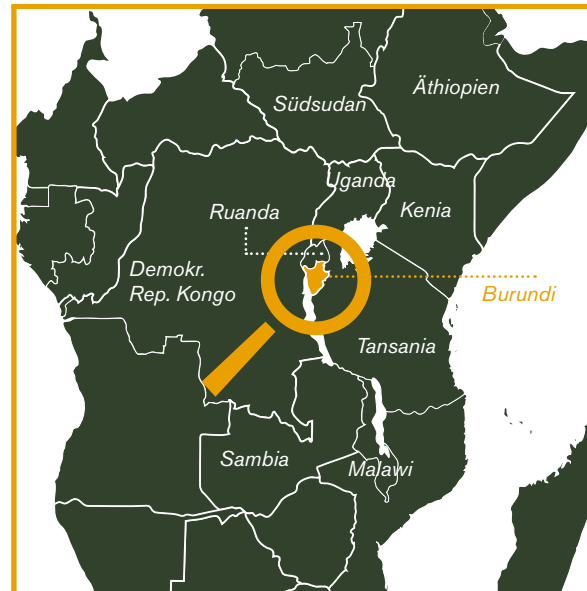 Äthiopien
Südsudan
Uganda
Ruanda
Kenia
Demokr.
Rep. Kongo
Burundi
Tansania
Sambia
Malawi